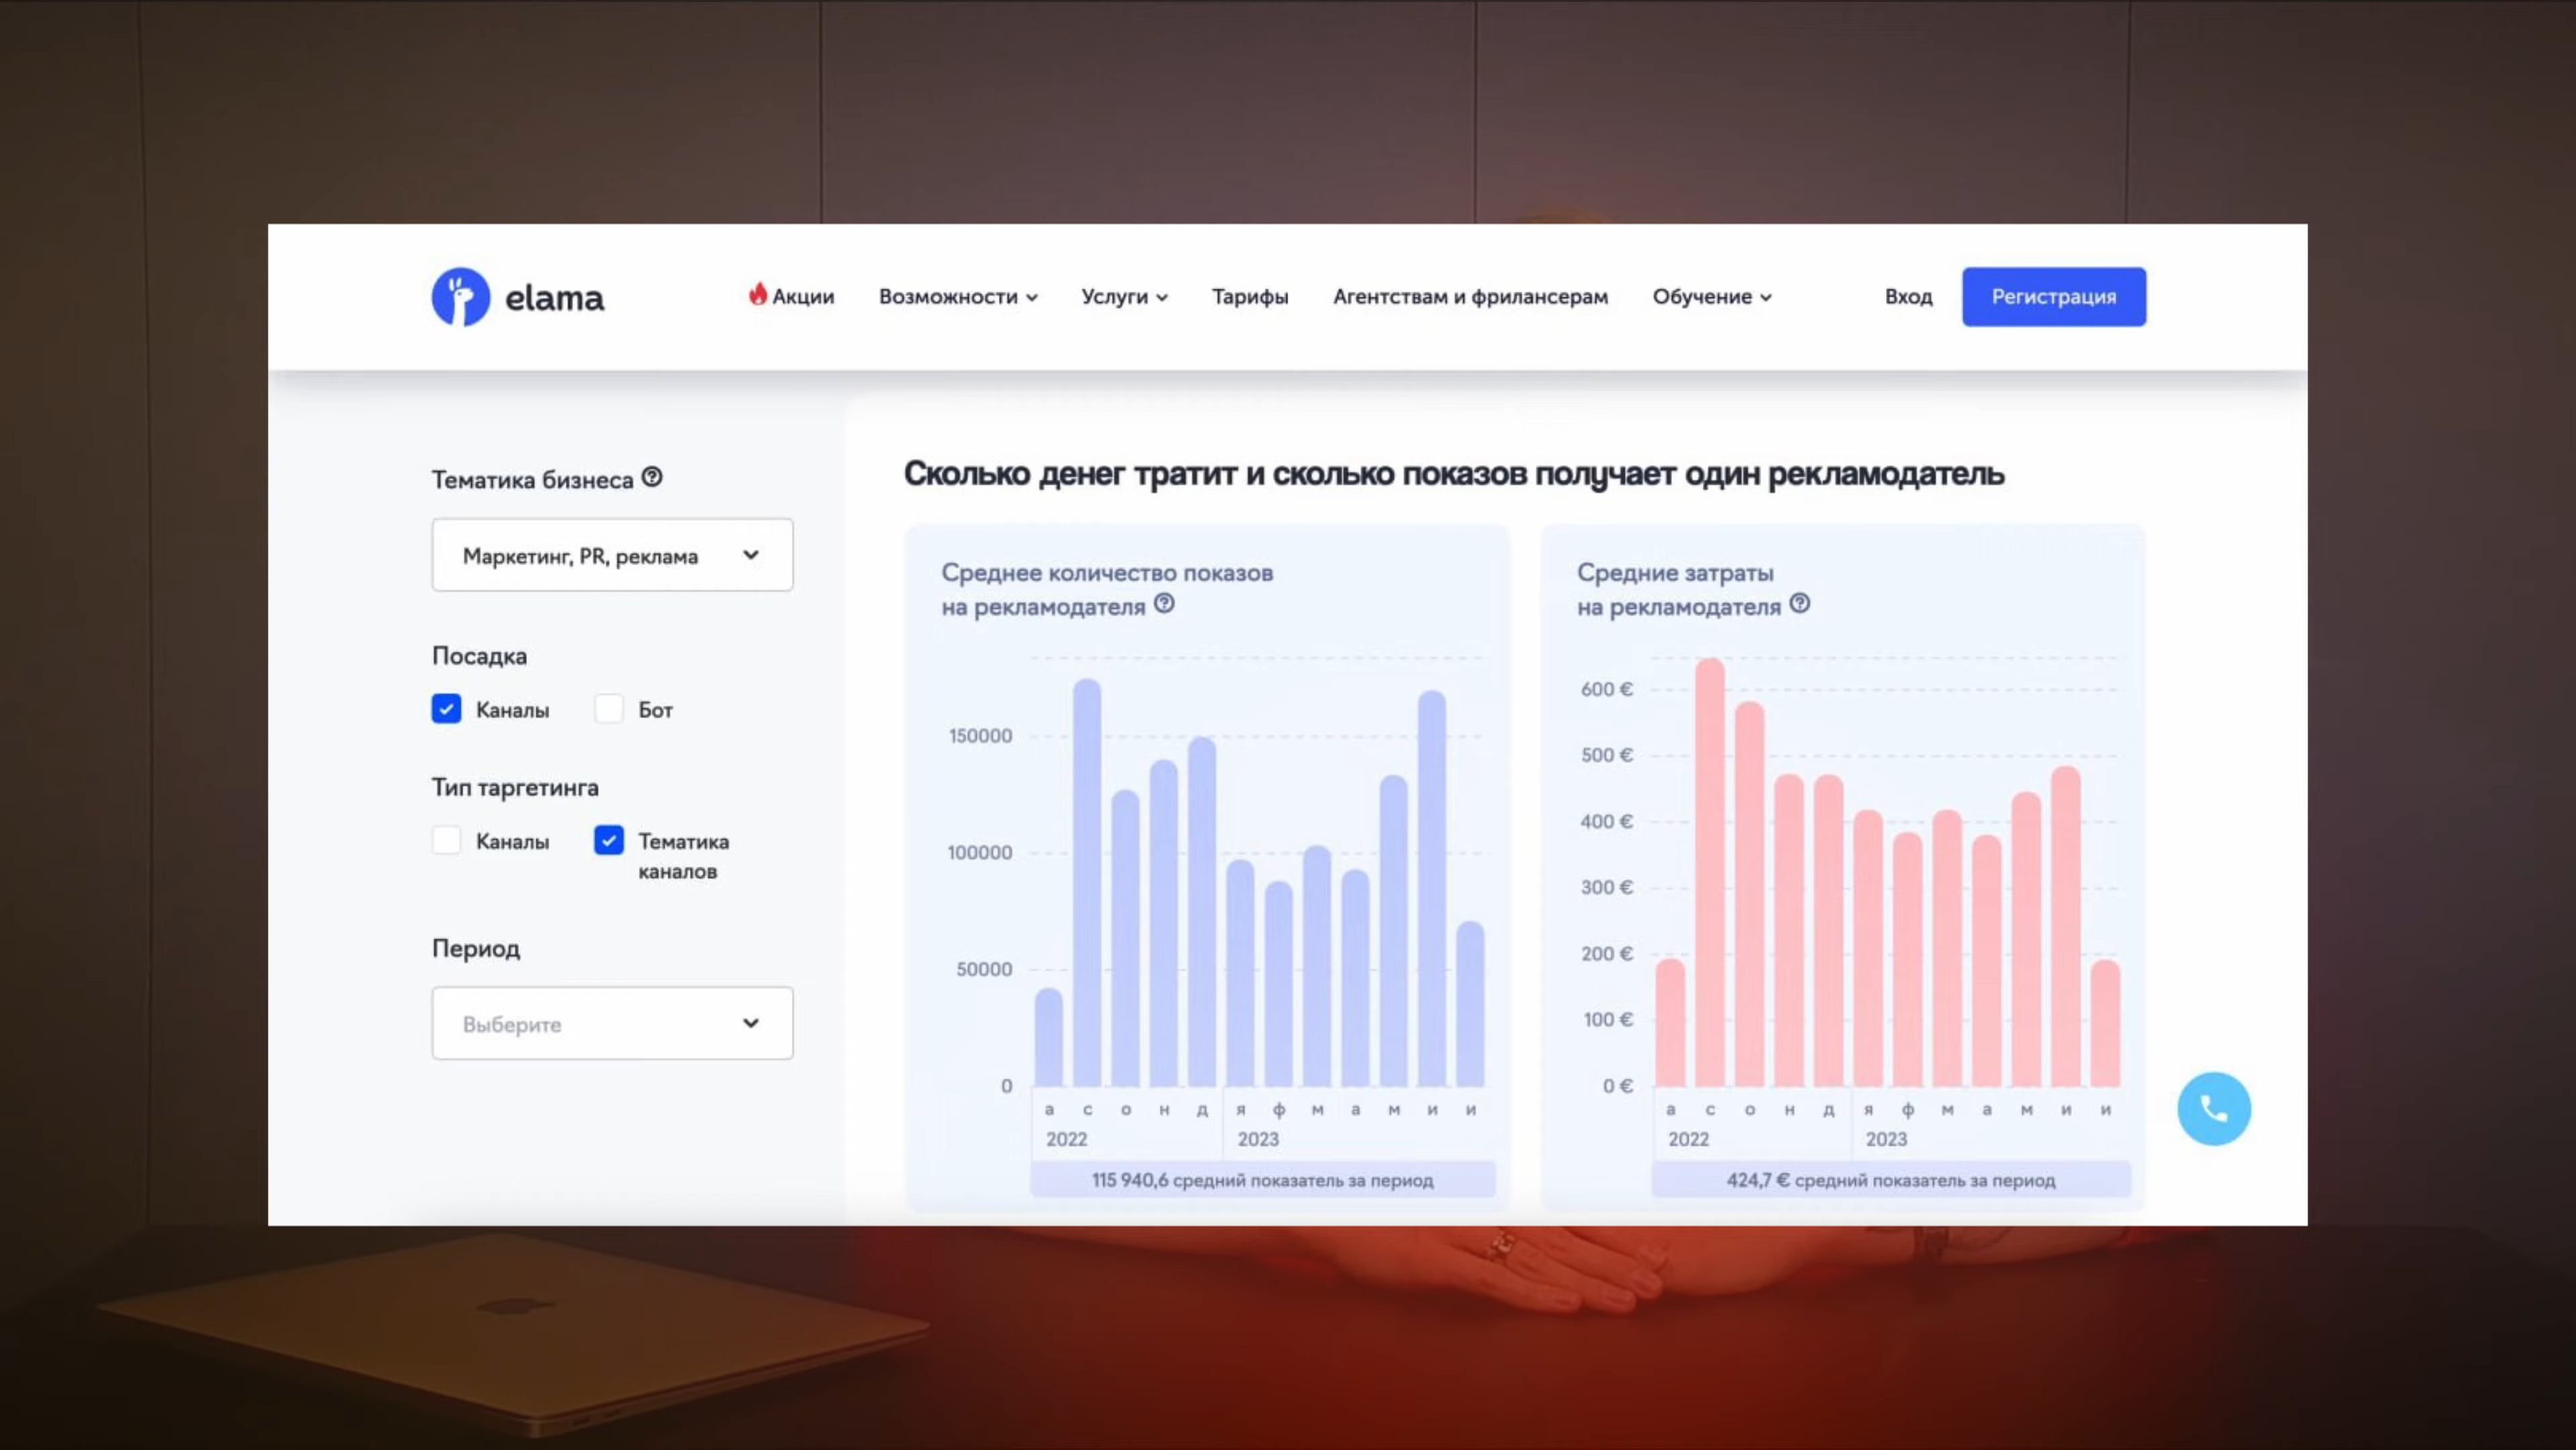 elama
Акции
Возможности
Услуги
Тарифы
Агентствам и фрилансерам
Обучение
Вход
Регистрация
Тематика бизнеса
Маркетинг, PR, реклама
Посадка
Каналы
Бот
Тип таргетинга
Каналы
Тематика
каналов
Период
Выберите
Сколько денег тратит и сколько показов получает один рекламодатель
Среднее количество показов
на рекламодателя
150000
100000
50000
0
а с о н д я ф м а м и и
2022 2023
115 940,6 средний показатель за период
Средние затраты
на рекламодателя
600 €
500 €
400 €
300 €
200 €
100 €
0 €
а с о н д я ф м а м и и
2022 2023
424,7 € средний показатель за период